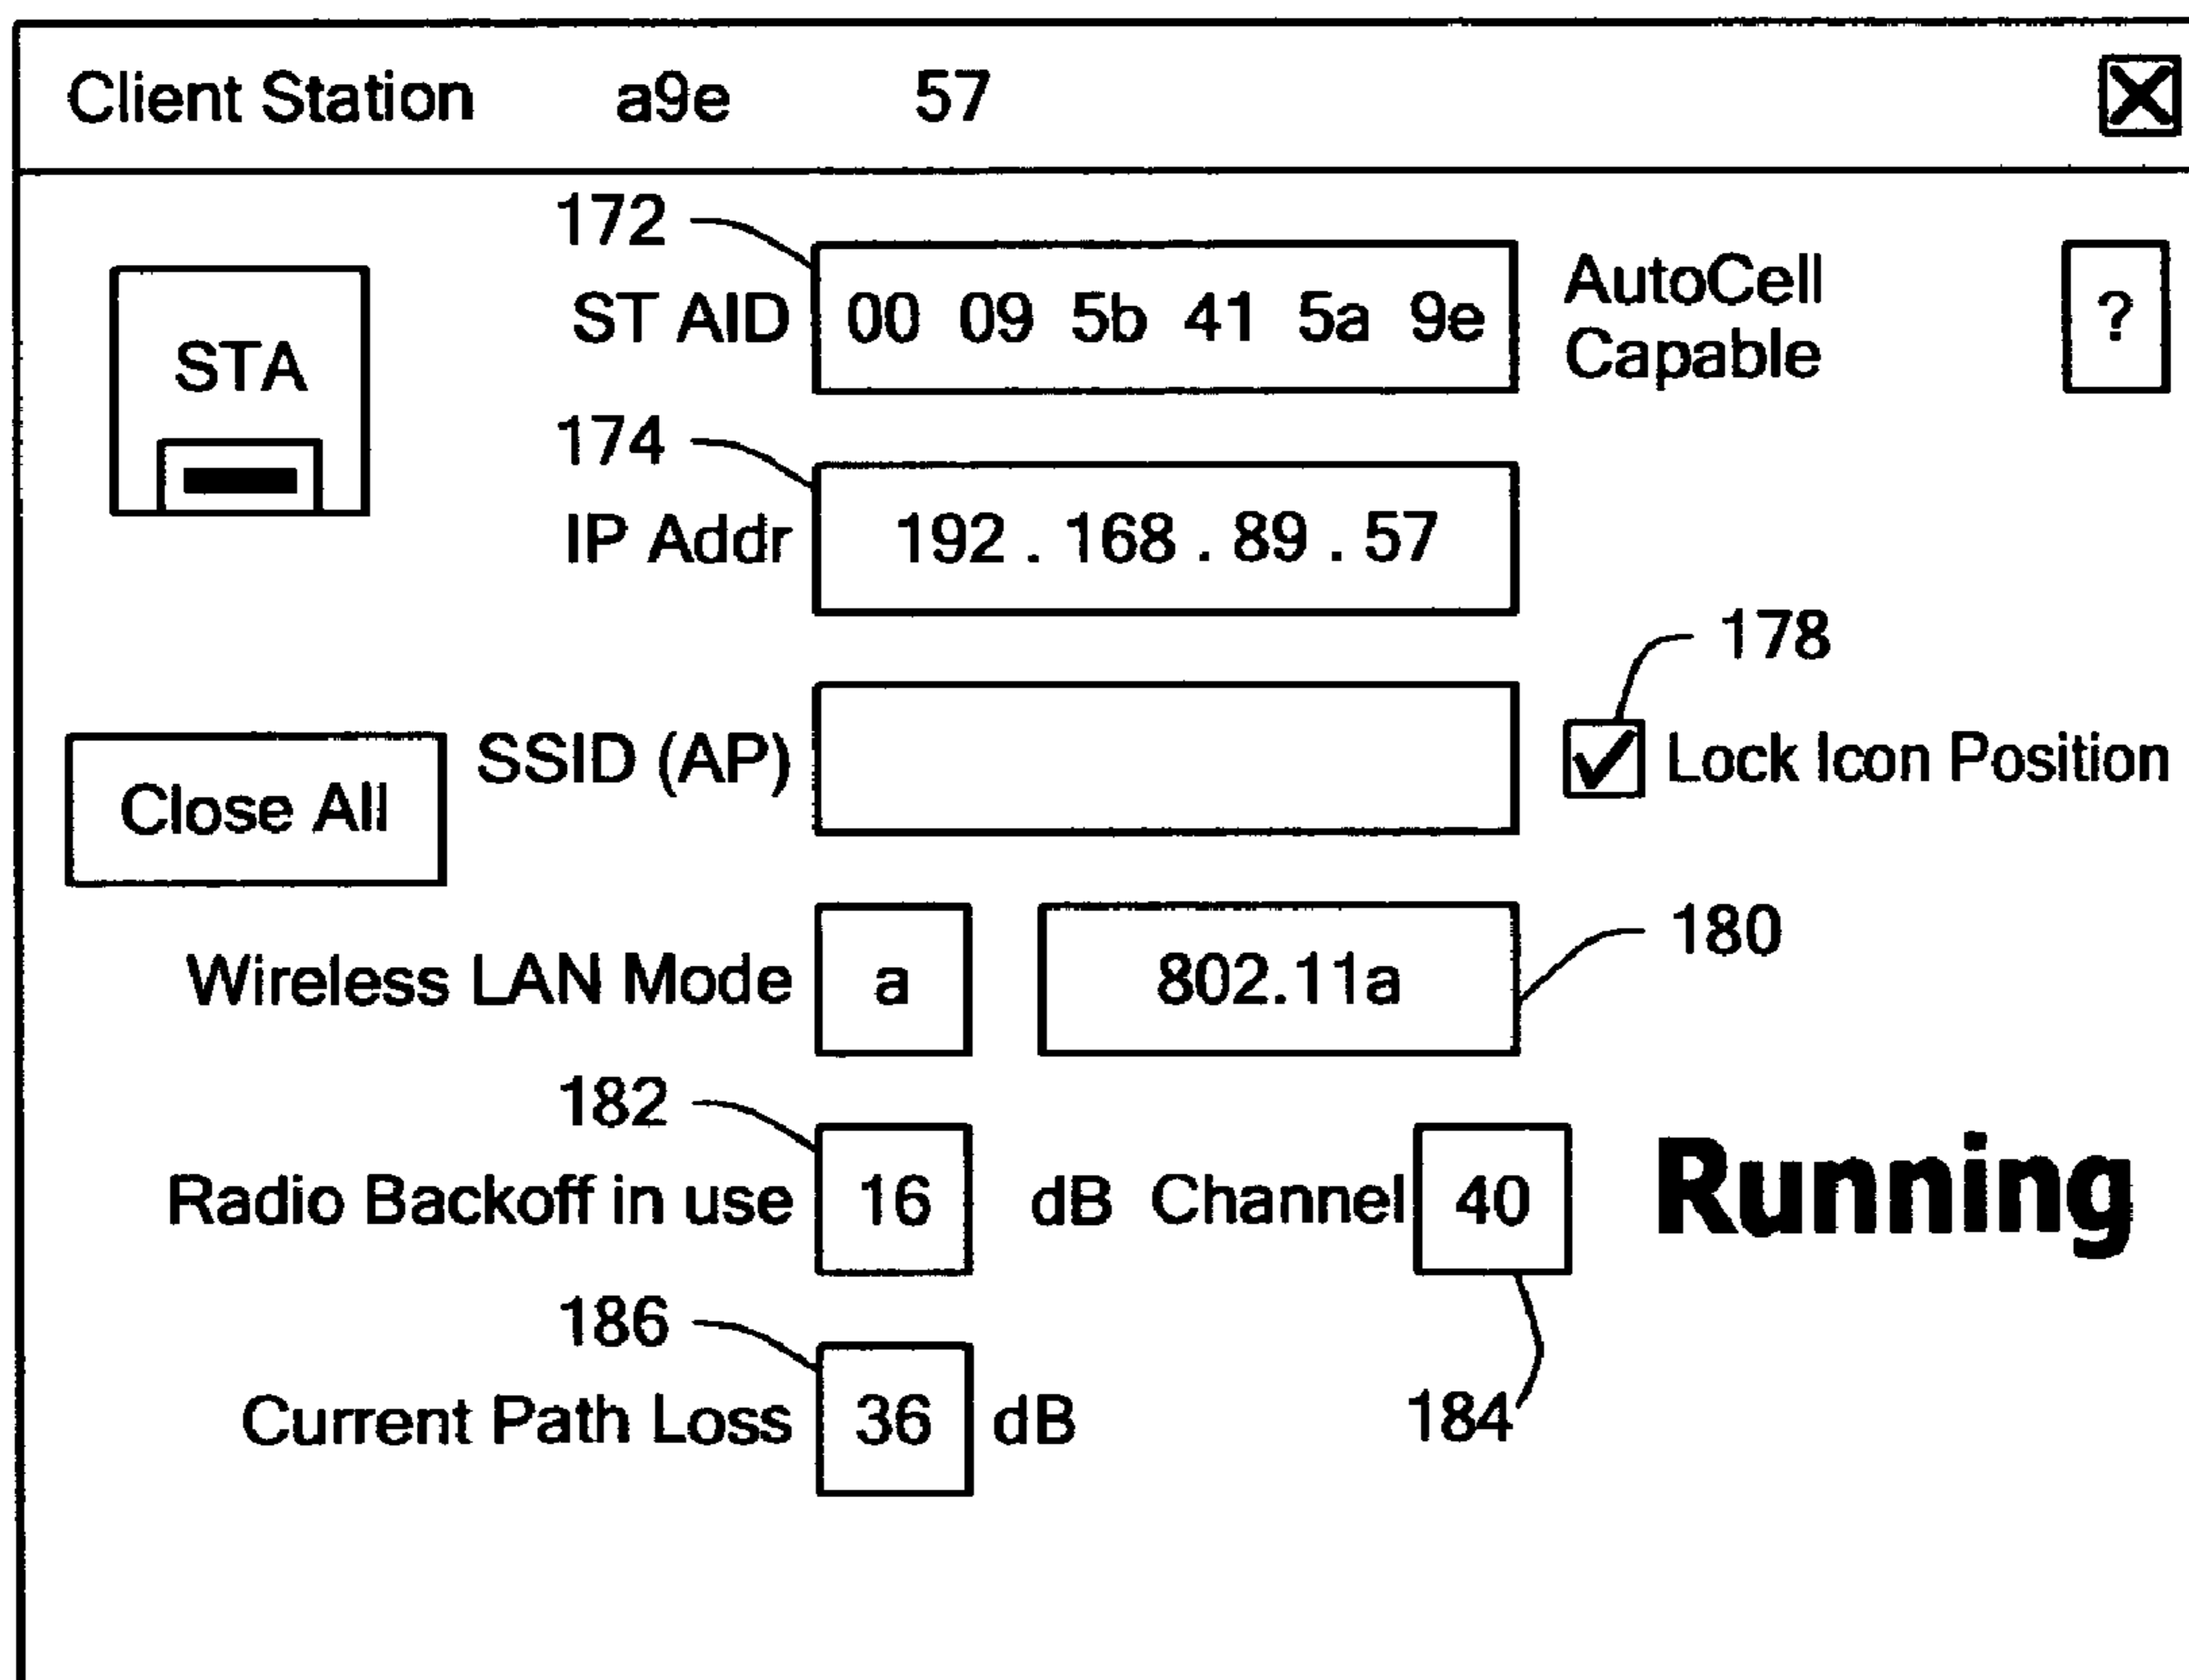 Client Station a9e 57
172
ST AID 00 09 5b 41 5a 9e AutoCell Capable ?
STA
174
IP Addr 192 . 168 . 89 . 57
178
SSID (AP) Lock Icon Position
Close All
180
Wireless LAN Mode a 802.11a
182
Radio Backoff in use 16 dB Channel 40 Running
186
Current Path Loss 36 dB
184